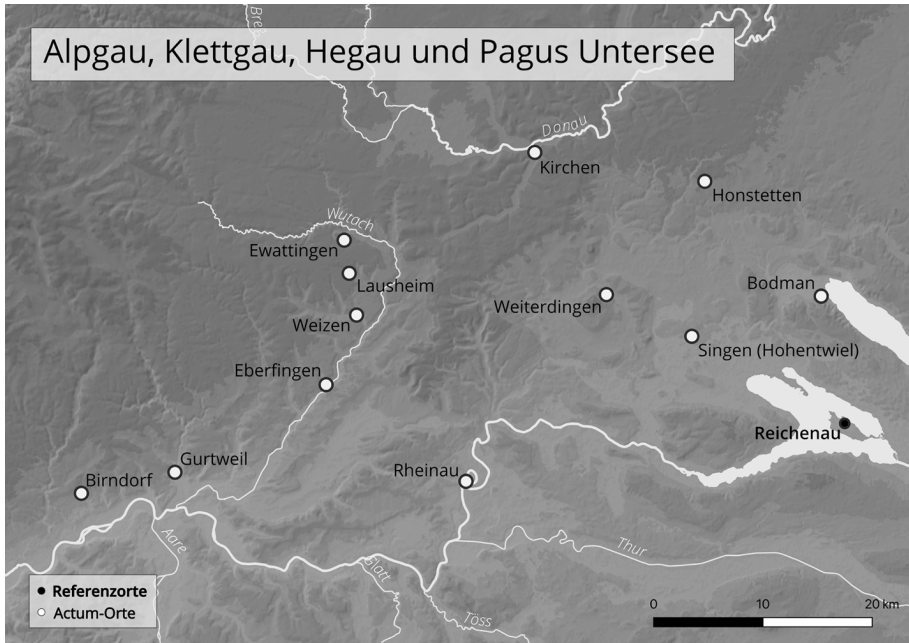 Breg
Alpgau, Klettgau, Hegau und Pagus Untersee
Donau
Kirchen
Honstetten
Wutach
Ewattingen
Lausheim
Bodman
Weiterdingen
Weizen
Singen (Hohentwiel)
Eberfingen
Reichenau
Gurtweil
Rheinau
Birndorf
Aare
Thur
Glatt
Töss
Referenzorte
Actum-Orte
0 10 20 km